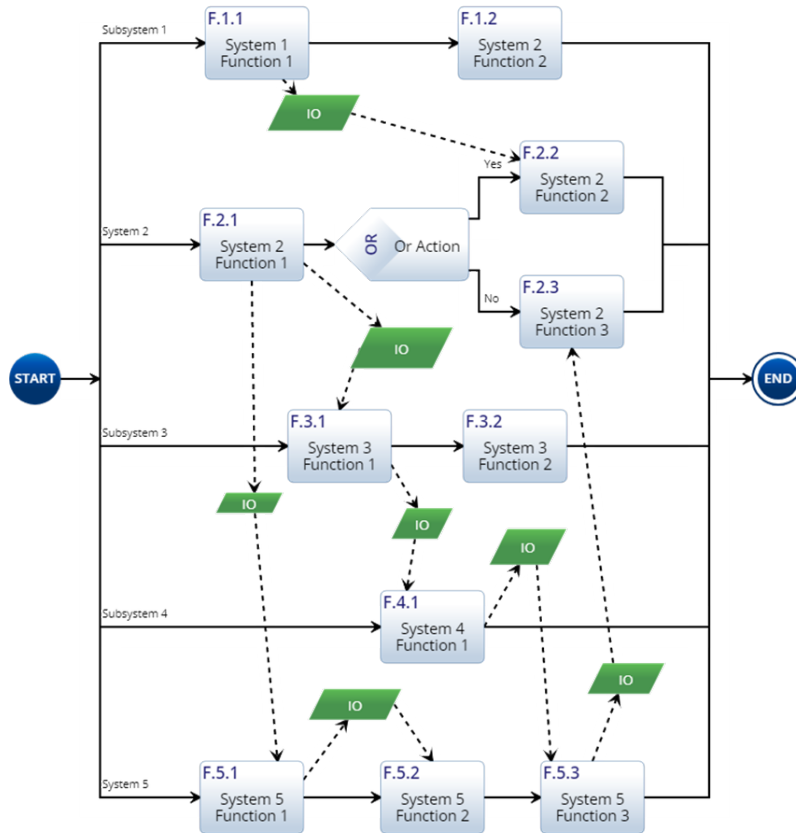 Subsystem 1
F.1.1
System 1
Function 1
F.1.2
System 2
Function 2
IO
Yes
F.2.2
System 2
Function 2
System 2
F.2.1
System 2
Function 1
OR
Or Action
No
F.2.3
System 2
Function 3
IO
START
END
Subsystem 3
F.3.1
System 3
Function 1
F.3.2
System 3
Function 2
IO
IO
IO
Subsystem 4
F.4.1
System 4
Function 1
IO
IO
System 5
F.5.1
System 5
Function 1
F.5.2
System 5
Function 2
F.5.3
System 5
Function 3